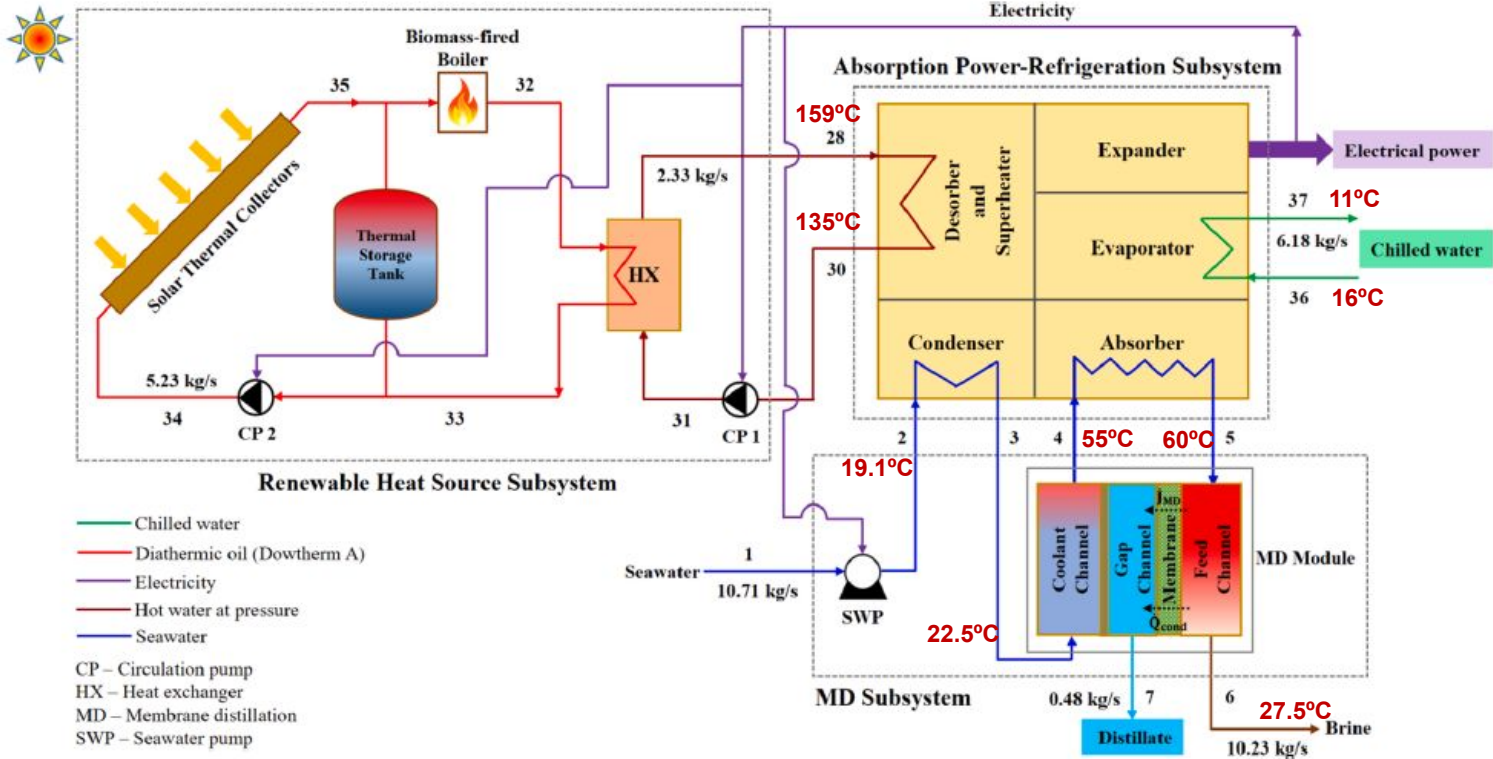 Electricity
Biomass-fired
Boiler
35
32
Absorption Power-Refrigeration Subsystem
159ºC
28
2.33 kg/s
135ºC
30
Desorber
and
Superheater
Expander
Evaporator
Condenser
Absorber
Electrical power
37
11ºC
6.18 kg/s
Chilled water
36
16ºC
Solar Thermal Collectors
Thermal
Storage
Tank
HX
5.23 kg/s
34
CP 2
33
31
CP 1
2
3
4
55ºC
60ºC
5
19.1ºC
Renewable Heat Source Subsystem
Chilled water
Diathermic oil (Dowtherm A)
Electricity
Hot water at pressure
Seawater
CP – Circulation pump
HX – Heat exchanger
MD – Membrane distillation
SWP – Seawater pump
Seawater
1
10.71 kg/s
SWP
22.5ºC
Coolant
Channel
Gap
Channel
Membrane
Feed
Channel
JMD
Qcond
MD Module
MD Subsystem
0.48 kg/s
7
6
27.5ºC
Distillate
Brine
10.23 kg/s